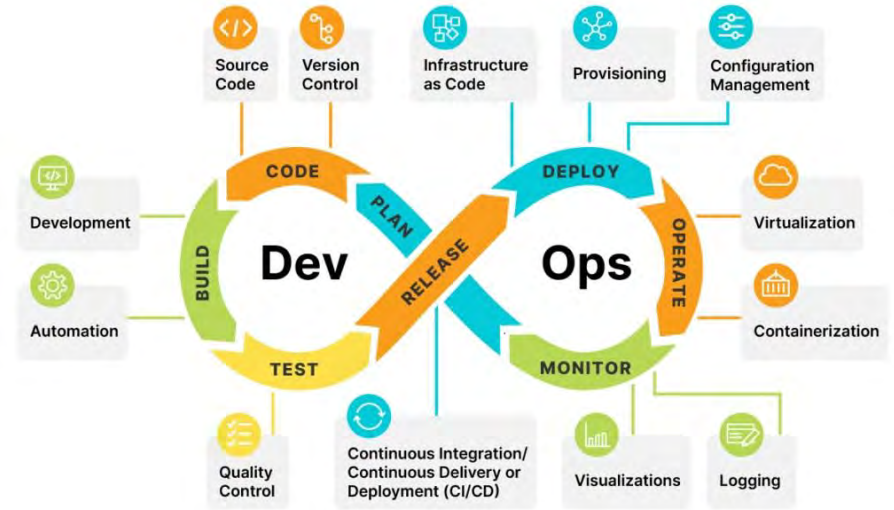 Source
Code
Version
Control
Infrastructure
as Code
Provisioning
Configuration
Management
CODE
DEPLOY
PLAN
Development
BUILD
Dev
RELEASE
Ops
OPERATE
Virtualization
Automation
Containerization
TEST
MONITOR
Quality
Control
Continuous Integration/
Continuous Delivery or
Deployment (CI/CD)
Visualizations
Logging